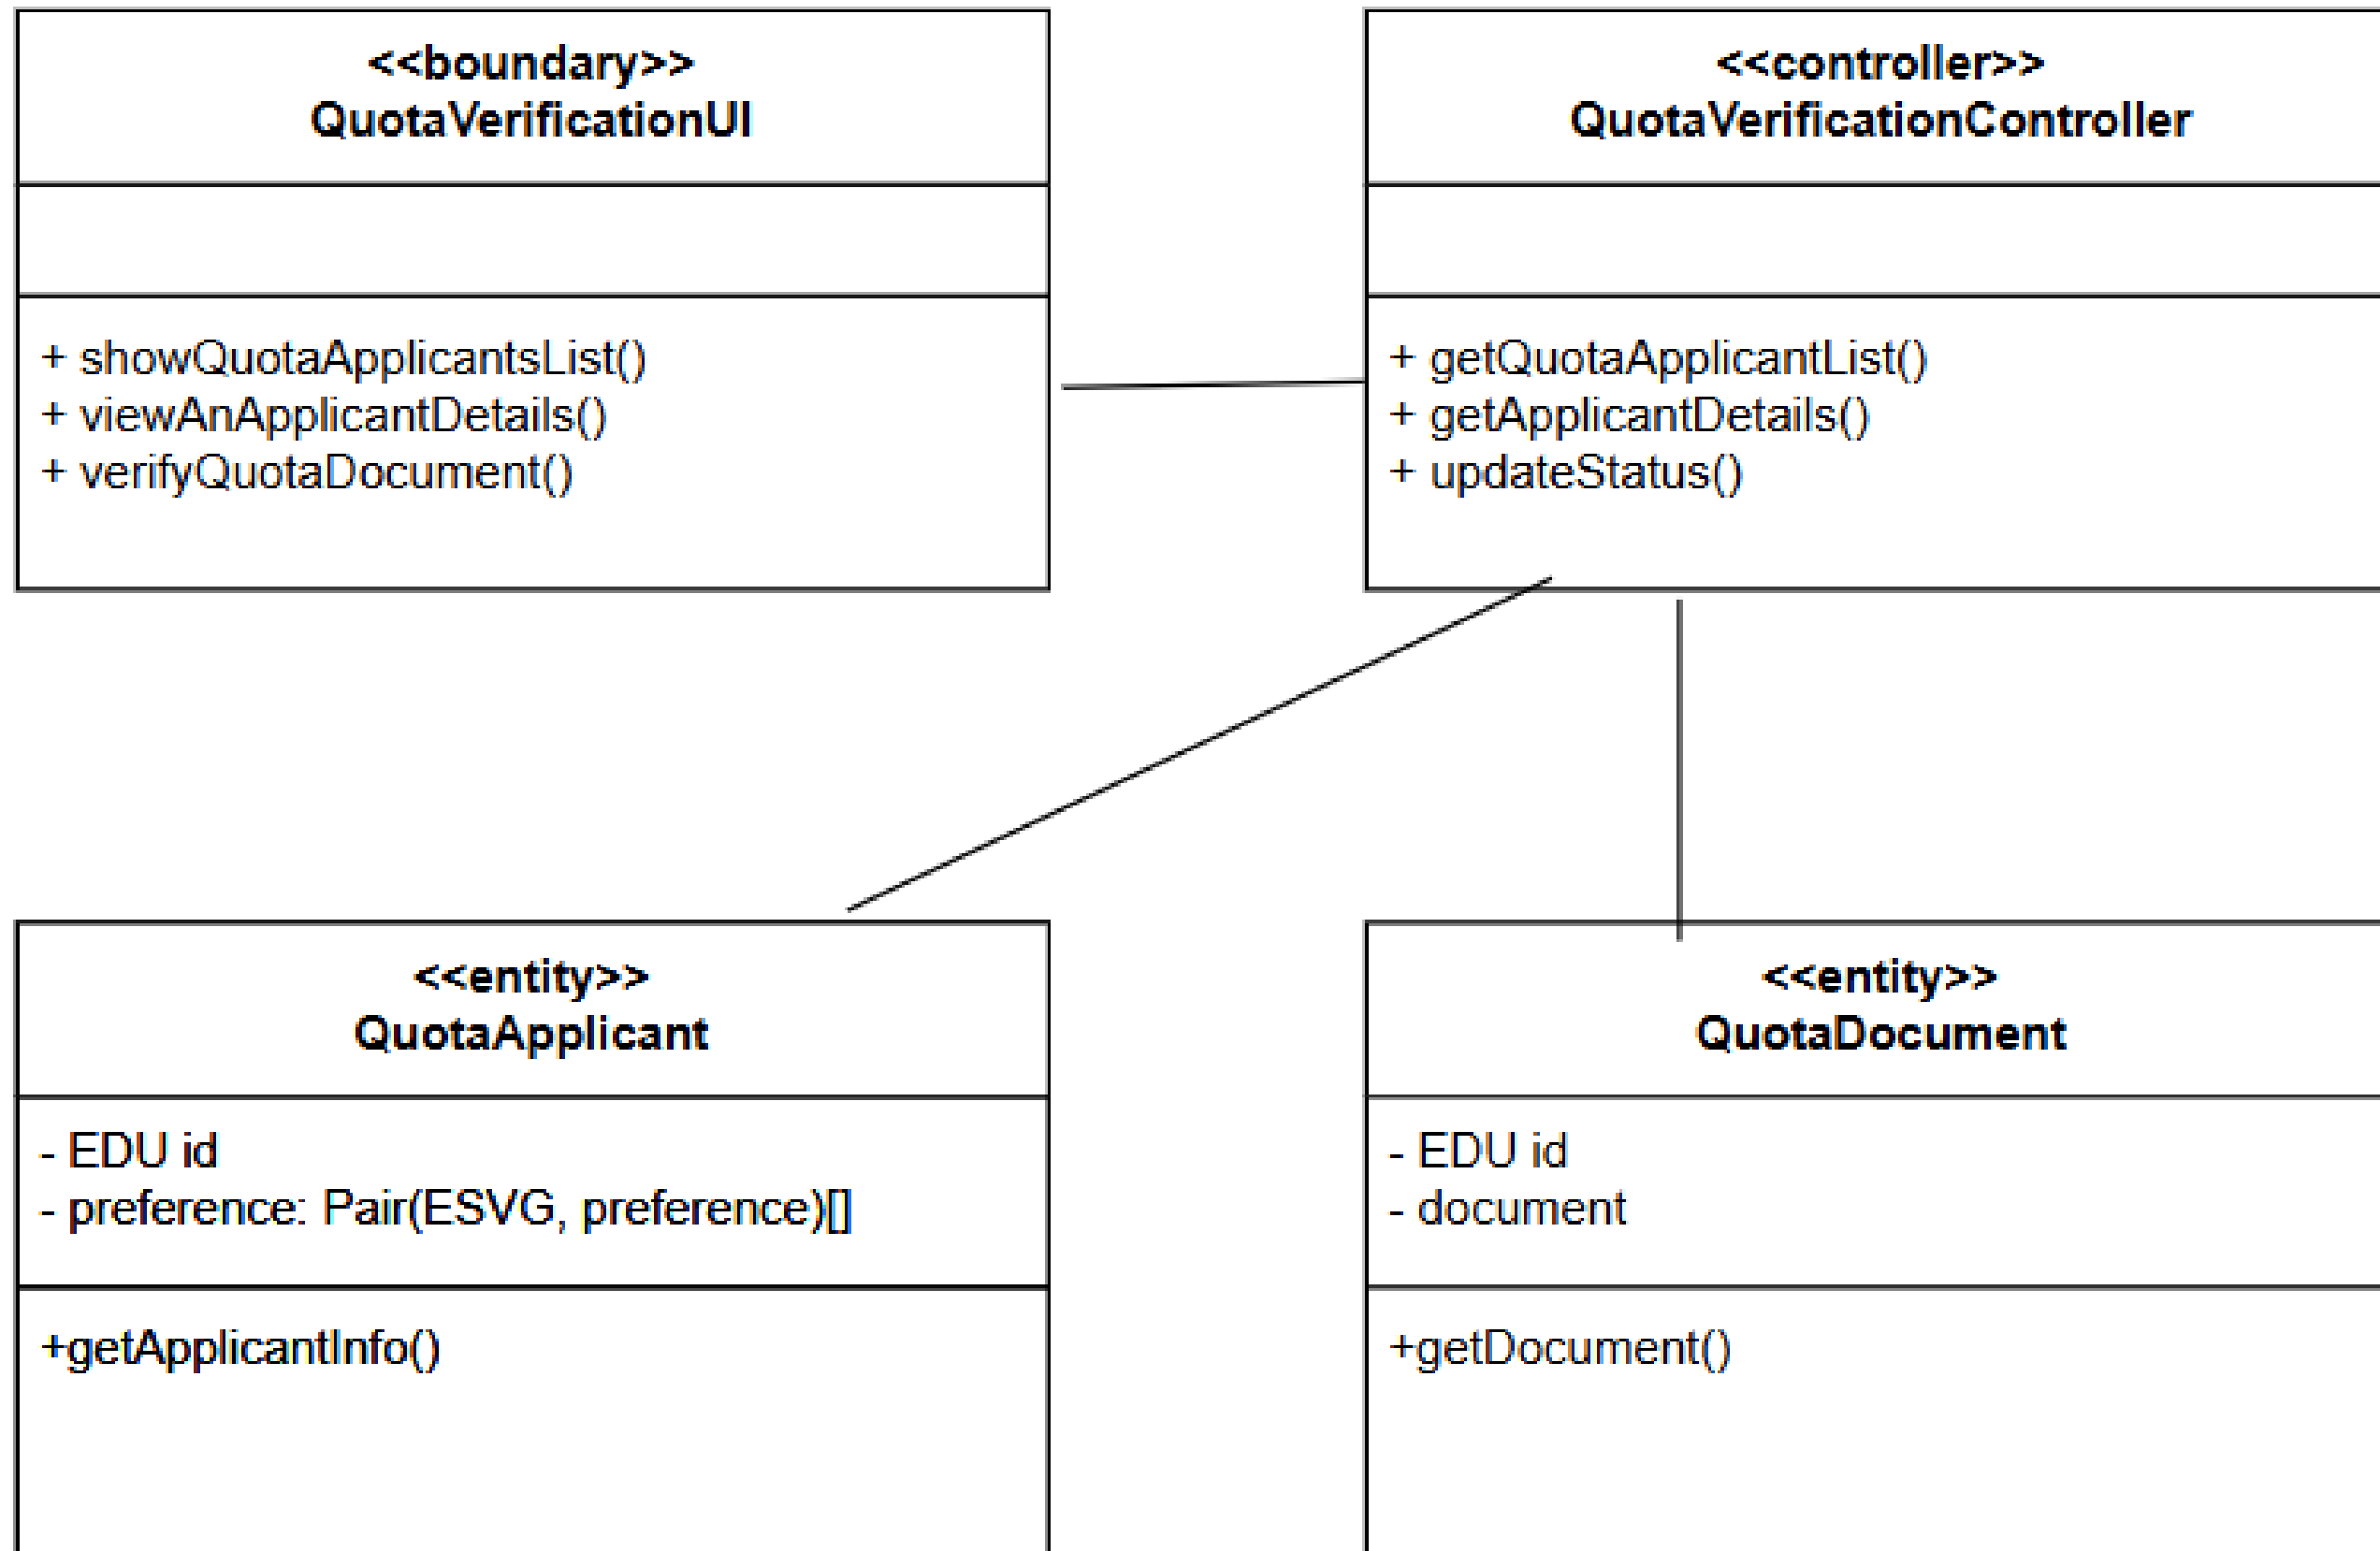 <<boundary>>
QuotaVerificationUI
+ showQuotaApplicantsList()
+ viewAnApplicantDetails()
+ verifyQuotaDocument()
<<controller>>
QuotaVerificationController
+ getQuotaApplicantList()
+ getApplicantDetails()
+ updateStatus()
<<entity>>
QuotaApplicant
- EDU id
- preference: Pair(ESVG, preference)[]
+getApplicantInfo()
<<entity>>
QuotaDocument
- EDU id
- document
+getDocument()